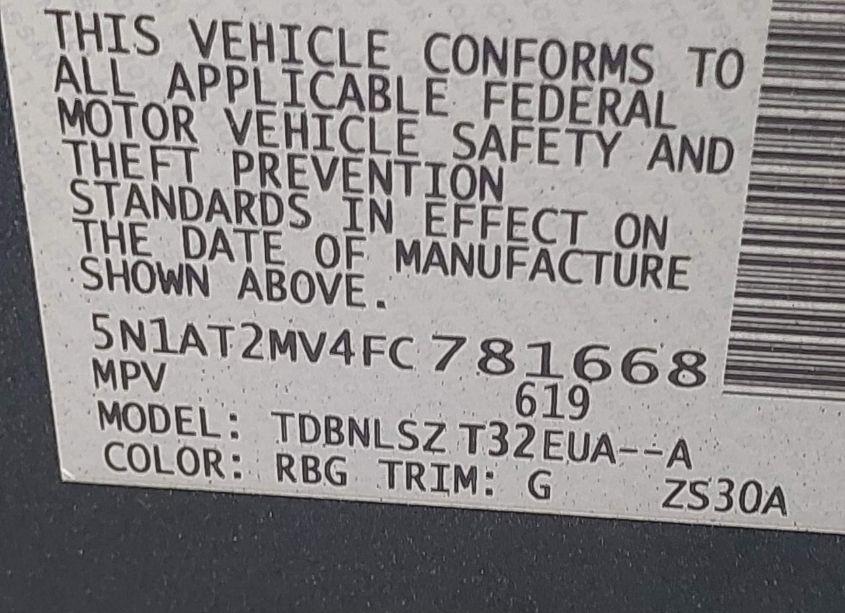 THIS VEHICLE CONFORMS TO
ALL APPLICABLE FEDERAL
MOTOR VEHICLE SAFETY AND
THEFT PREVENTION
STANDARDS IN EFFECT ON
THE DATE OF MANUFACTURE
SHOWN ABOVE.
5N1AT2MV4FC781668
MPV 619
MODEL: TDBNLSZ T32EUA--A
COLOR: RBG TRIM: G ZS30A